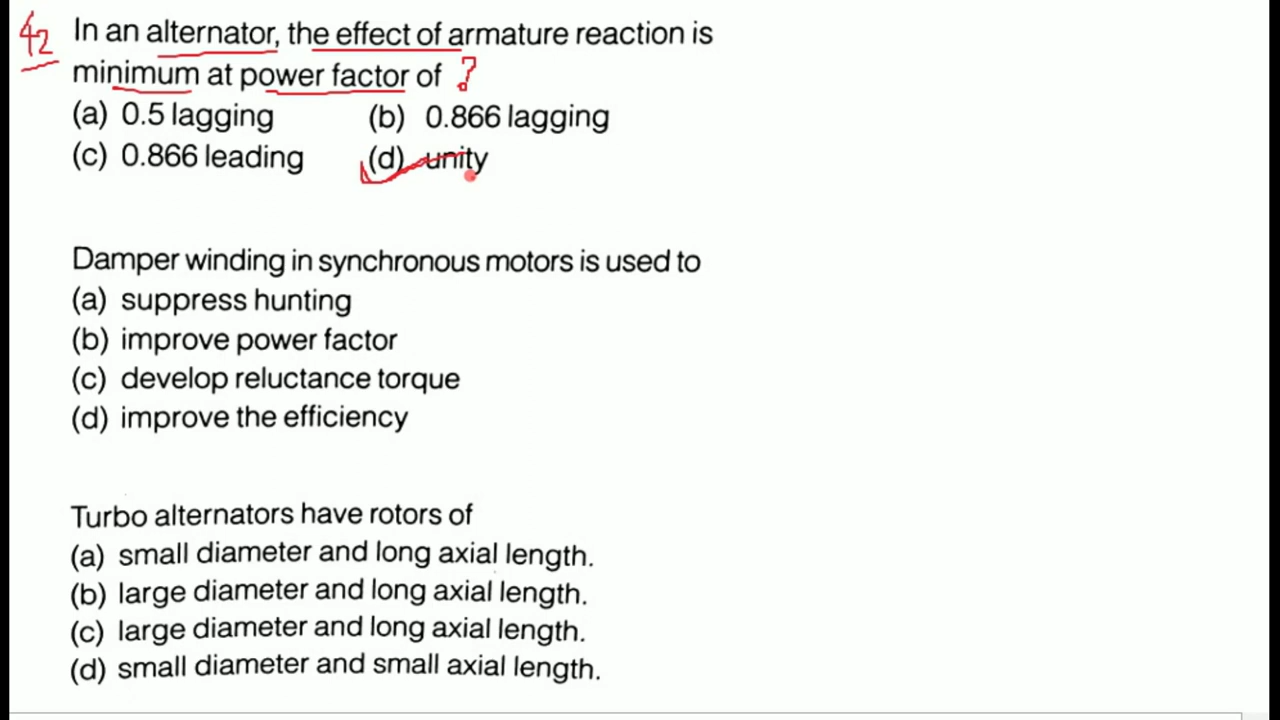 42 In an alternator, the effect of armature reaction is
minimum at power factor of ?
(a) 0.5 lagging (b) 0.866 lagging
(c) 0.866 leading (d) unity
Damper winding in synchronous motors is used to
(a) suppress hunting
(b) improve power factor
(c) develop reluctance torque
(d) improve the efficiency
Turbo alternators have rotors of
(a) small diameter and long axial length.
(b) large diameter and long axial length.
(c) large diameter and long axial length.
(d) small diameter and small axial length.